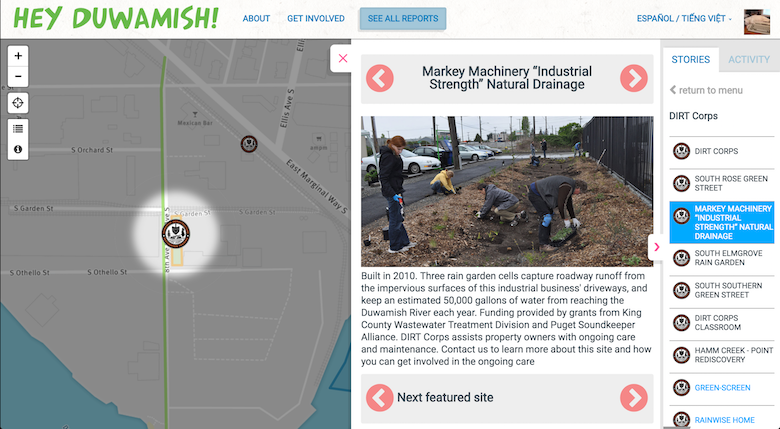 HEY DUWAMISH!
ABOUT
GET INVOLVED
SEE ALL REPORTS
ESPAÑOL / TIẾNG VIỆT
+
−
Mexican Bar
Ellis Ave S
ample
S Orchard St
East Marginal Way S
S Garden St
S Garden St
S Garden St
8th Ave S
S Othello St
S Othello St
×
Markey Machinery “Industrial
Strength” Natural Drainage
Built in 2010. Three rain garden cells capture roadway runoff from
the impervious surfaces of this industrial business' driveways, and
keep an estimated 50,000 gallons of water from reaching the
Duwamish River each year. Funding provided by grants from King
County Wastewater Treatment Division and Puget Soundkeeper
Alliance. DIRT Corps assists property owners with ongoing care
and maintenance. Contact us to learn more about this site and how
you can get involved in the ongoing care
Next featured site
STORIES
ACTIVITY
return to menu
DIRT Corps
DIRT CORPS
SOUTH ROSE GREEN
STREET
MARKEY MACHINERY
“INDUSTRIAL
STRENGTH” NATURAL
DRAINAGE
SOUTH ELMGROVE
RAIN GARDEN
SOUTH SOUTHERN
GREEN STREET
DIRT CORPS
CLASSROOM
HAMM CREEK - POINT
REDISCOVERY
GREEN-SCREEN
RAINWISE HOME